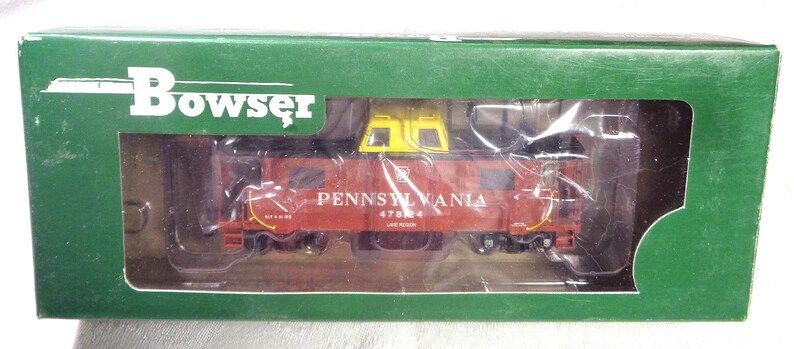 Bowser
PENNSYLVANIA
478124
LAKE REGION